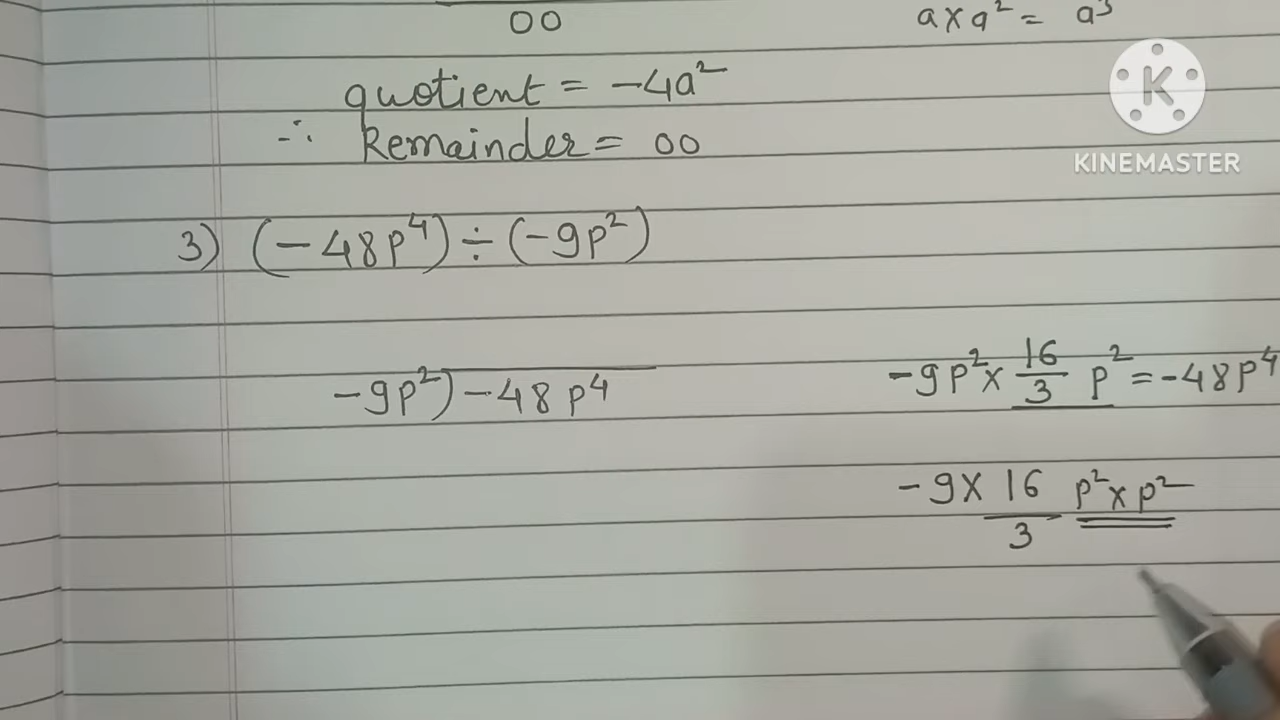 00
a×a² = a³
quotient = -4a²
∴ Remainder = 00
KINEMASTER
3) (-48p⁴) ÷ (-9p²)
-9p²) -48p⁴
-9p² × 16/3 p² = -48p⁴
-9× 16/3 p²×p²